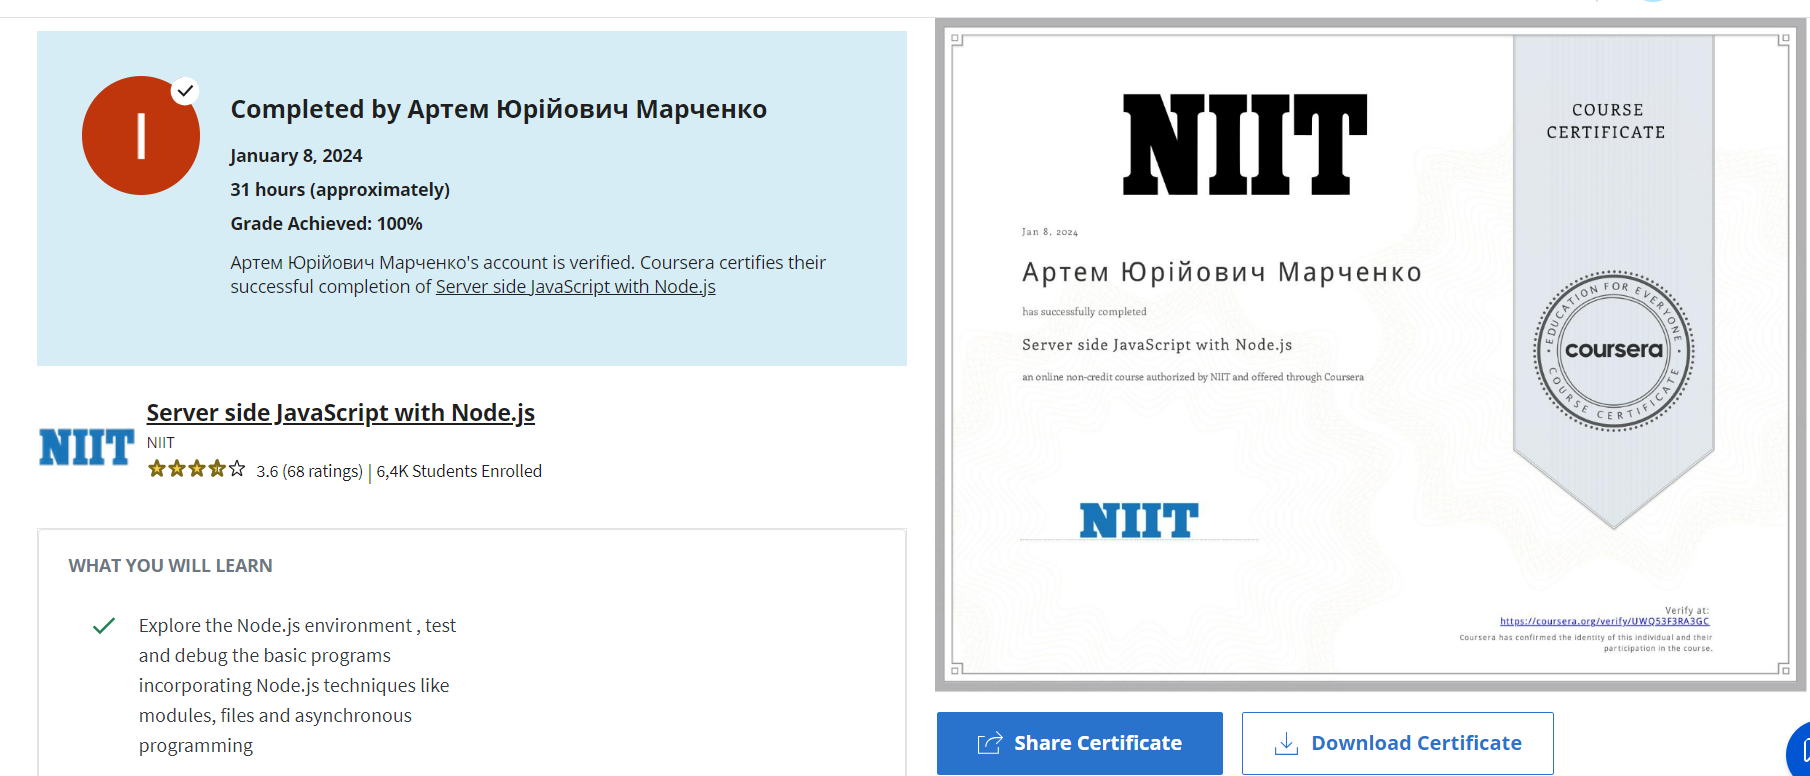 I
Completed by Артем Юрійович Марченко
January 8, 2024
31 hours (approximately)
Grade Achieved: 100%
Артем Юрійович Марченко's account is verified. Coursera certifies their
successful completion of Server side JavaScript with Node.js
NIIT
Server side JavaScript with Node.js
NIIT
3.6 (68 ratings) | 6,4K Students Enrolled
WHAT YOU WILL LEARN
Explore the Node.js environment , test
and debug the basic programs
incorporating Node.js techniques like
modules, files and asynchronous
programming
NIIT
COURSE
CERTIFICATE
Jan 8, 2024
Артем Юрійович Марченко
has successfully completed
Server side JavaScript with Node.js
an online non-credit course authorized by NIIT and offered through Coursera
EDUCATION FOR EVERYONE
coursera
COURSE CERTIFICATE
NIIT
Verify at:
https://coursera.org/verify/UWQ53F3RA3GC
Coursera has confirmed the identity of this individual and their
participation in the course.
Share Certificate
Download Certificate